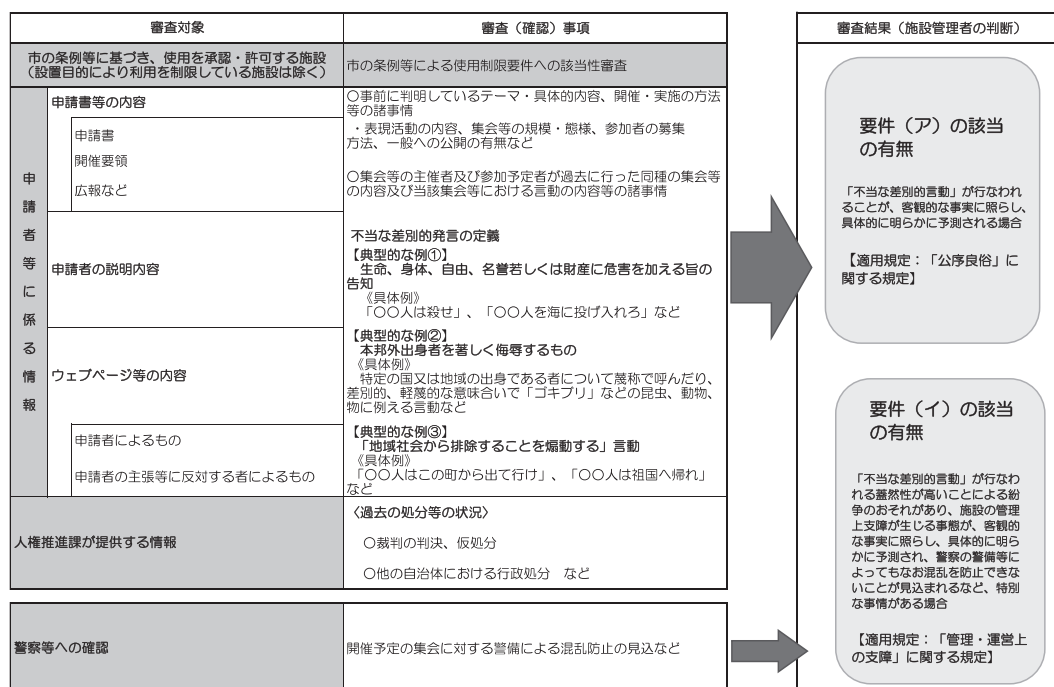 審査対象
審査（確認）事項
市の条例等に基づき、使用を承認・許可する施設
（設置目的により利用を制限している施設は除く）
市の条例等による使用制限要件への該当性審査
申請者等に係る情報
申請書等の内容
申請書
開催要領
広報など
〇事前に判明しているテーマ・具体的内容、開催・実施の方法
等の諸事情
・表現活動の内容、集会等の規模・態様、参加者の募集
方法、一般への公開の有無など
〇集会等の主催者及び参加予定者が過去に行った同種の集会等
の内容及び当該集会等における言動の内容等の諸事情
申請者の説明内容
不当な差別的発言の定義
【典型的な例①】
生命、身体、自由、名誉若しくは財産に危害を加える旨の
告知
《具体例》
「〇〇人は殺せ」、「〇〇人を海に投げ入れろ」など
ウェブページ等の内容
申請者によるもの
申請者の主張等に反対する者によるもの
【典型的な例②】
本邦外出身者を著しく侮辱するもの
《具体例》
特定の国又は地域の出身である者について蔑称で呼んだり、
差別的、軽蔑的な意味合いで「ゴキブリ」などの昆虫、動物、
物に例える言動など
【典型的な例③】
「地域社会から排除することを煽動する」言動
《具体例》
「〇〇人はこの町から出て行け」、「〇〇人は祖国へ帰れ」
など
人権推進課が提供する情報
〈過去の処分等の状況〉
〇裁判の判決、仮処分
〇他の自治体における行政処分　など
警察等への確認
開催予定の集会に対する警備による混乱防止の見込など
審査結果（施設管理者の判断）
要件（ア）の該当
の有無
「不当な差別的言動」が行なわれ
ることが、客観的な事実に照らし、
具体的に明らかに予測される場合
【適用規定：「公序良俗」に
関する規定】
要件（イ）の該当
の有無
「不当な差別的言動」が行なわ
れる蓋然性が高いことによる紛
争のおそれがあり、施設の管理
上支障が生じる事態が、客観的
な事実に照らし、具体的に明ら
かに予測され、警察の警備等に
よってもなお混乱を防止できな
いことが見込まれるなど、特別
な事情がある場合
【適用規定：「管理・運営上
の支障」に関する規定】